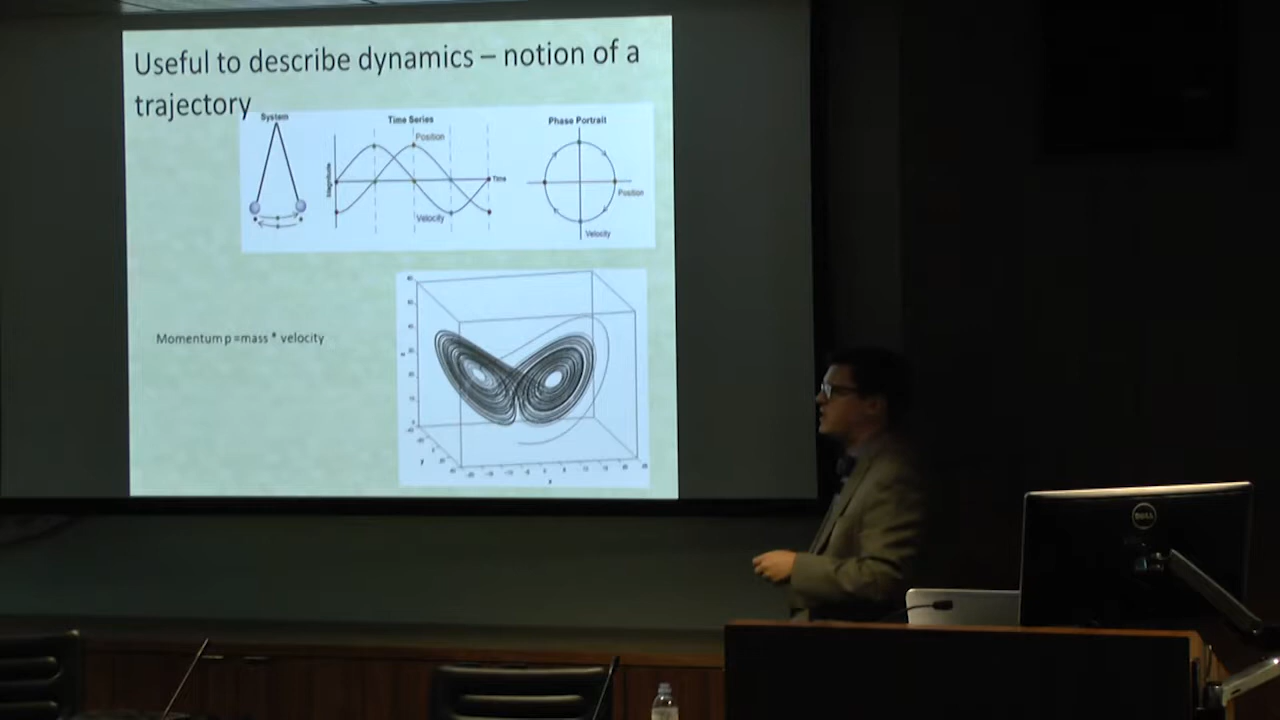 Useful to describe dynamics – notion of a
trajectory
System
Time Series
Phase Portrait
Position
Magnitude
Time
Velocity
Position
Velocity
Momentum p =mass * velocity
DELL